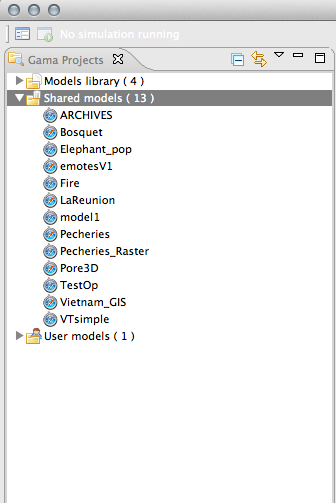 No simulation running
Gama Projects
Models library ( 4 )
Shared models ( 13 )
ARCHIVES
Bosquet
Elephant_pop
emotesV1
Fire
LaReunion
model1
Pecheries
Pecheries_Raster
Pore3D
TestOp
Vietnam_GIS
VTsimple
User models ( 1 )